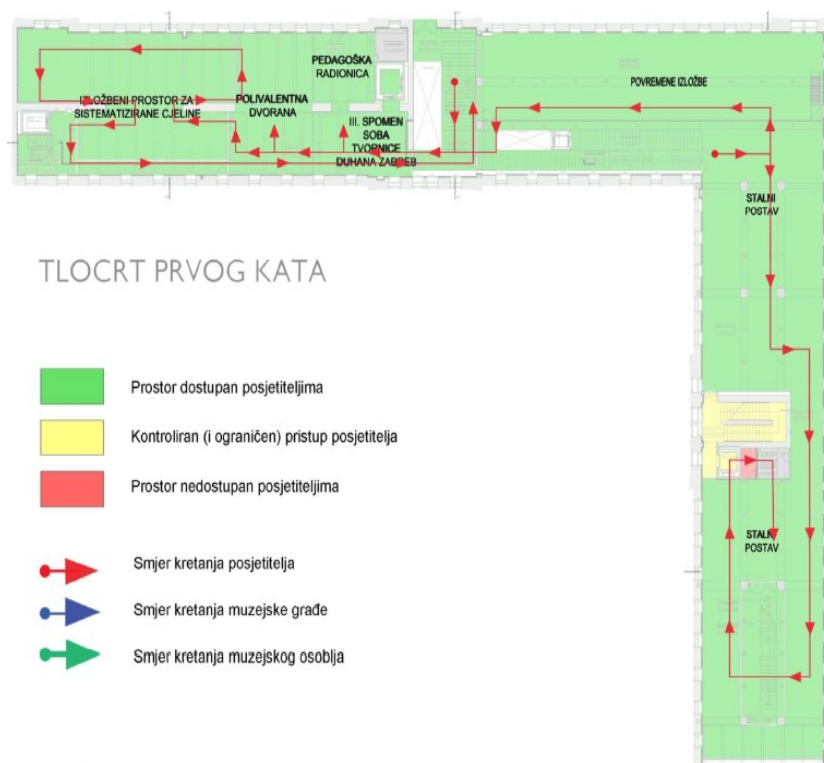 PEDAGOŠKA
RADIONICA
POVREMENE IZLOŽBE
IZLOŽBENI PROSTOR ZA
SISTEMATIZIRANE CJELINE
POLIVALENTNA
DVORANA
III. SPOMEN
SOBA
TVORNICE
DUHANA ZAGREB
STALNI
POSTAV
TLOCRT PRVOG KATA
Prostor dostupan posjetiteljima
Kontroliran (i ograničen) pristup posjetitelja
Prostor nedostupan posjetiteljima
STALNI
POSTAV
Smjer kretanja posjetitelja
Smjer kretanja muzejske građe
Smjer kretanja muzejskog osoblja